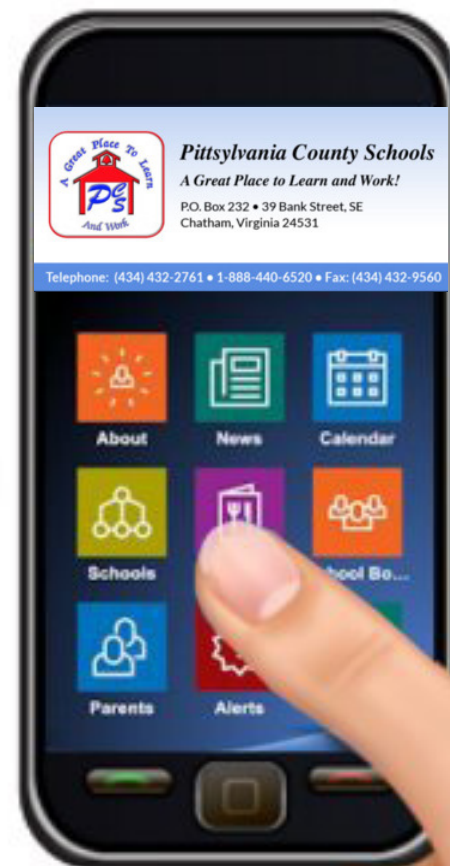 A Great Place To Learn
PCS
And Work
Pittsylvania County Schools
A Great Place to Learn and Work!
P.O. Box 232 • 39 Bank Street, SE
Chatham, Virginia 24531
Telephone: (434) 432-2761 • 1-888-440-6520 • Fax: (434) 432-9560
About News Calendar
Schools hool Bo...
Parents Alerts